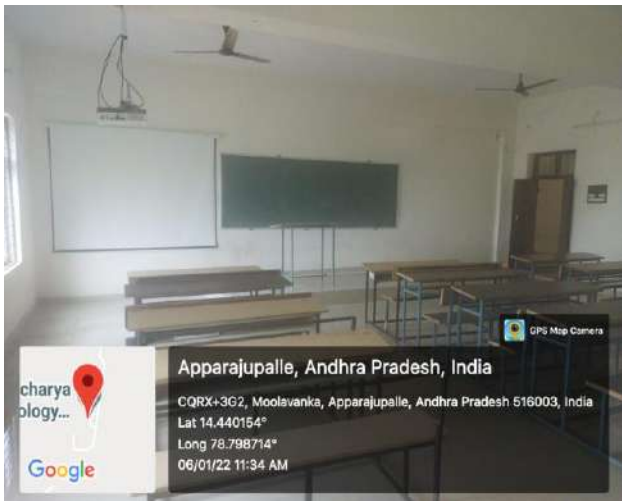 GPS Map Camera
Apparajupalle, Andhra Pradesh, India
CQRX+3G2, Moolavanka, Apparajupalle, Andhra Pradesh 516003, India
Lat 14.440154°
Long 78.798714°
06/01/22 11:34 AM
charya
ology...
Google